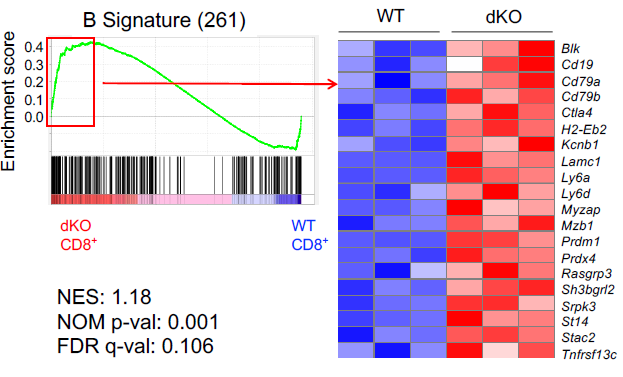 B Signature (261)
Enrichment score
0.4
0.3
0.2
0.1
0.0
dKO
CD8+
WT
CD8+
NES: 1.18
NOM p-val: 0.001
FDR q-val: 0.106
WT
dKO
Blk
Cd19
Cd79a
Cd79b
Ctla4
H2-Eb2
Kcnb1
Lamc1
Ly6a
Ly6d
Myzap
Mzb1
Prdm1
Prdx4
Rasgrp3
Sh3bgrl2
Srpk3
St14
Stac2
Tnfrsf13c